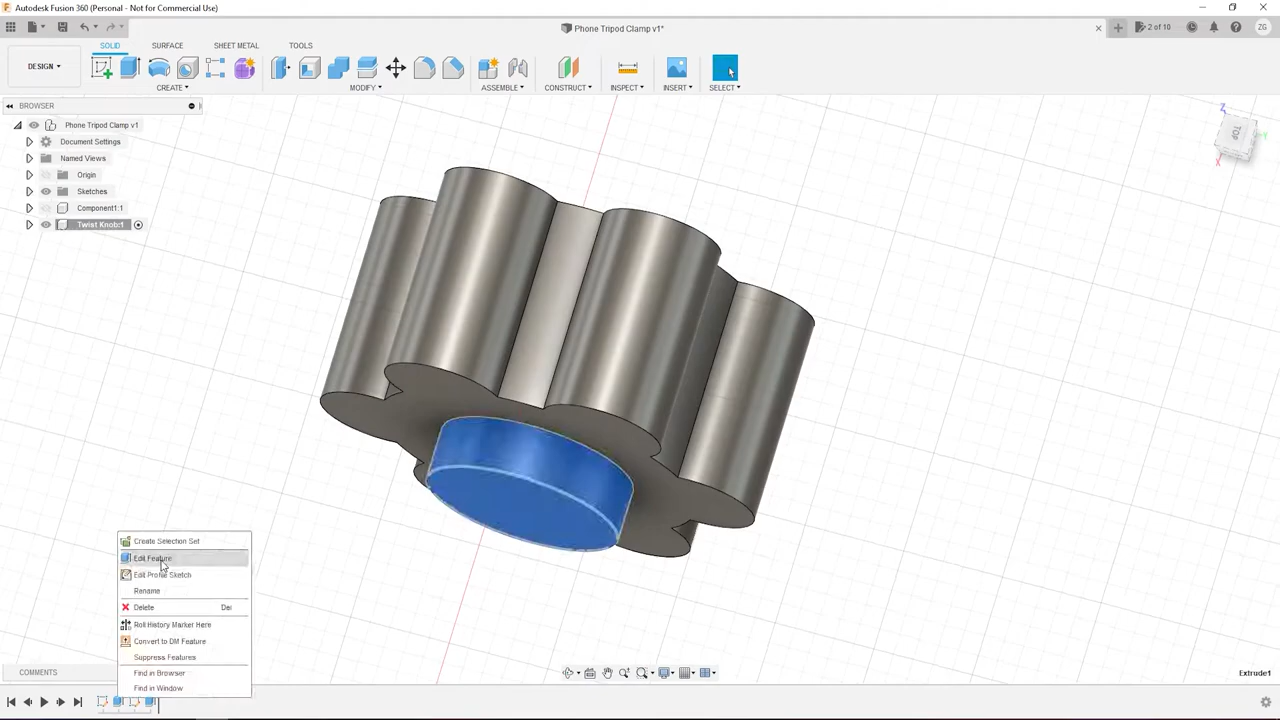 Autodesk Fusion 360 (Personal - Not for Commercial Use)
Phone Tripod Clamp v1*
2 of 10
ZG
DESIGN
SOLID
SURFACE
SHEET METAL
TOOLS
CREATE
MODIFY
ASSEMBLE
CONSTRUCT
INSPECT
INSERT
SELECT
BROWSER
Phone Tripod Clamp v1
Document Settings
Named Views
Origin
Sketches
Component1:1
Twist Knob:1
Z
TOP
Y
X
Create Selection Set
Edit Feature
Edit Profile Sketch
Rename
Delete Del
Roll History Marker Here
Convert to DM Feature
Suppress Features
Find in Browser
Find in Window
COMMENTS
Extrude1